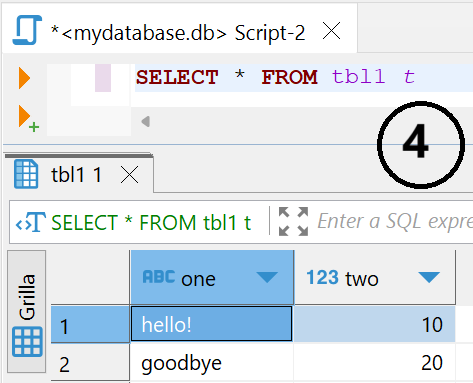 *<mydatabase.db> Script-2
SELECT * FROM tbl1 t
4
tbl1 1
SELECT * FROM tbl1 t Enter a SQL expre
Grilla
ABC one 123 two
1 hello! 10
2 goodbye 20